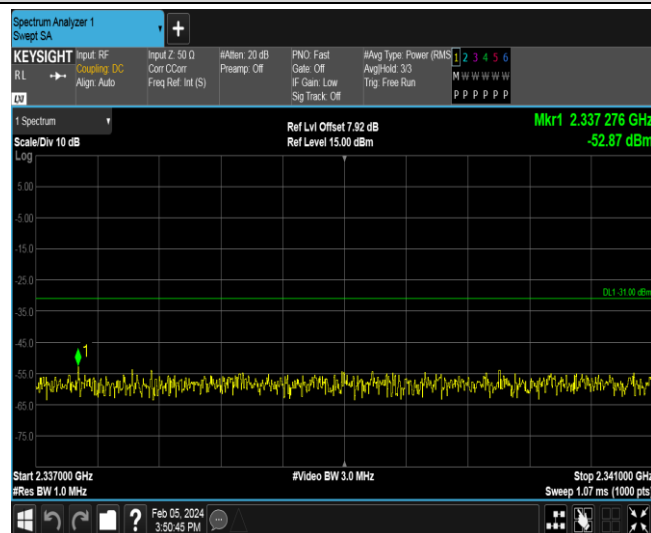 Spectrum Analyzer 1
Swept SA
KEYSIGHT Input: RF Input Z: 50 Ω #Atten: 20 dB PNO: Fast #Avg Type: Power (RMS 1 2 3 4 5 6
RL Coupling: DC Corr CCorr Preamp: Off Gate: Off Avg|Hold: 3/3 M W W W W W
Align: Auto Freq Ref: Int (S) IF Gain: Low Trig: Free Run
Sig Track: Off P P P P P P
1 Spectrum Ref Lvl Offset 7.92 dB Mkr1 2.337 276 GHz
Scale/Div 10 dB Ref Level 15.00 dBm -52.87 dBm
Log
5.00
-5.00
-15.0
-25.0
DL1 -31.00 dBm
-35.0
-45.0
1
-55.0
-65.0
-75.0
Start 2.337000 GHz #Video BW 3.0 MHz Stop 2.341000 GHz
#Res BW 1.0 MHz Sweep 1.07 ms (1000 pts)
? Feb 05, 2024
3:50:45 PM